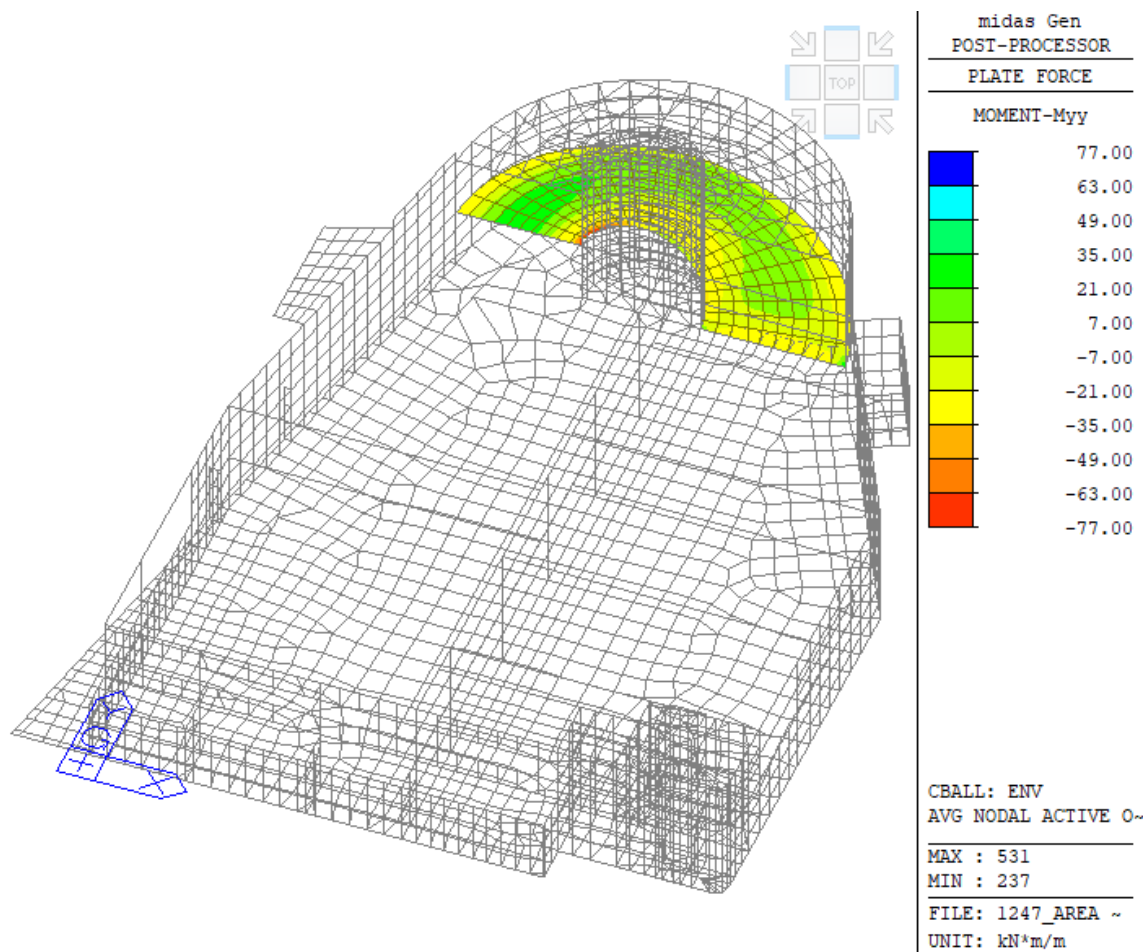 TOP
midas Gen
POST-PROCESSOR
PLATE FORCE
MOMENT-Myy
77.00
63.00
49.00
35.00
21.00
7.00
-7.00
-21.00
-35.00
-49.00
-63.00
-77.00
CBALL: ENV
AVG NODAL ACTIVE O~
MAX : 531
MIN : 237
FILE: 1247_AREA ~
UNIT: kN*m/m